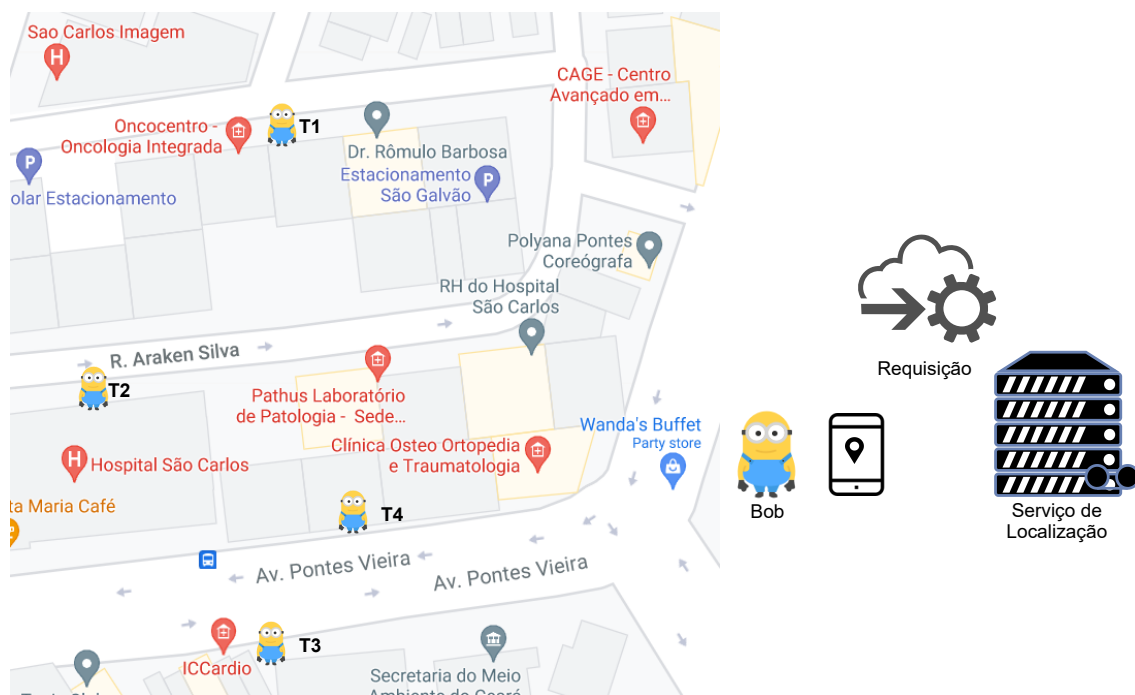 Sao Carlos Imagem
CAGE - Centro
Avançado em...
Oncocentro -
Oncologia Integrada
T1
Dr. Rômulo Barbosa
Estacionamento
São Galvão
olar Estacionamento
Polyana Pontes
Coreógrafa
RH do Hospital
São Carlos
R. Araken Silva
T2
Pathus Laboratório
de Patologia - Sede...
Hospital São Carlos
Clínica Osteo Ortopedia
e Traumatologia
Wanda's Buffet
Party store
ta Maria Café
T4
Av. Pontes Vieira
Av. Pontes Vieira
T3
ICCardio
Secretaria do Meio
Ambiente do Ceará
Requisição
Bob
Serviço de
Localização